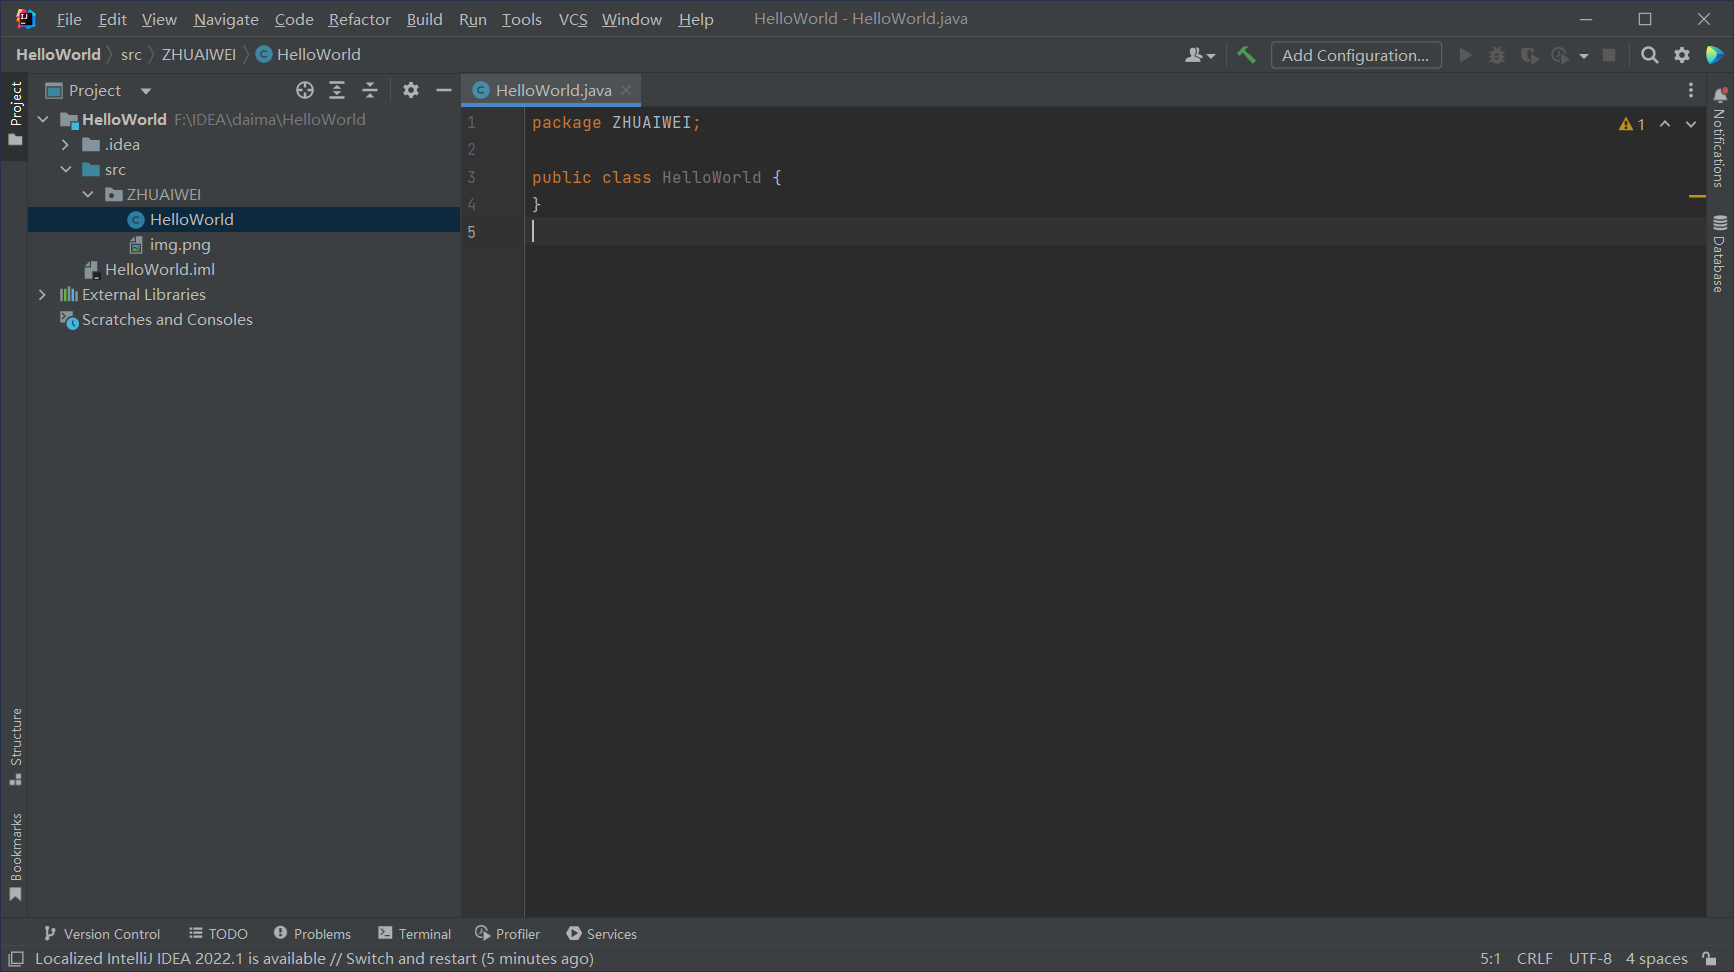 File Edit View Navigate Code Refactor Build Run Tools VCS Window Help HelloWorld - HelloWorld.java
HelloWorld src ZHUAIWEI HelloWorld Add Configuration...
Project
Project
HelloWorld.java
HelloWorld F:\IDEA\daima\HelloWorld
.idea
src
ZHUAIWEI
HelloWorld
img.png
HelloWorld.iml
External Libraries
Scratches and Consoles
1 package ZHUAIWEI;
2
3 public class HelloWorld {
4 }
5
1
Notifications
Database
Structure
Bookmarks
Version Control TODO Problems Terminal Profiler Services
Localized IntelliJ IDEA 2022.1 is available // Switch and restart (5 minutes ago) 5:1 CRLF UTF-8 4 spaces